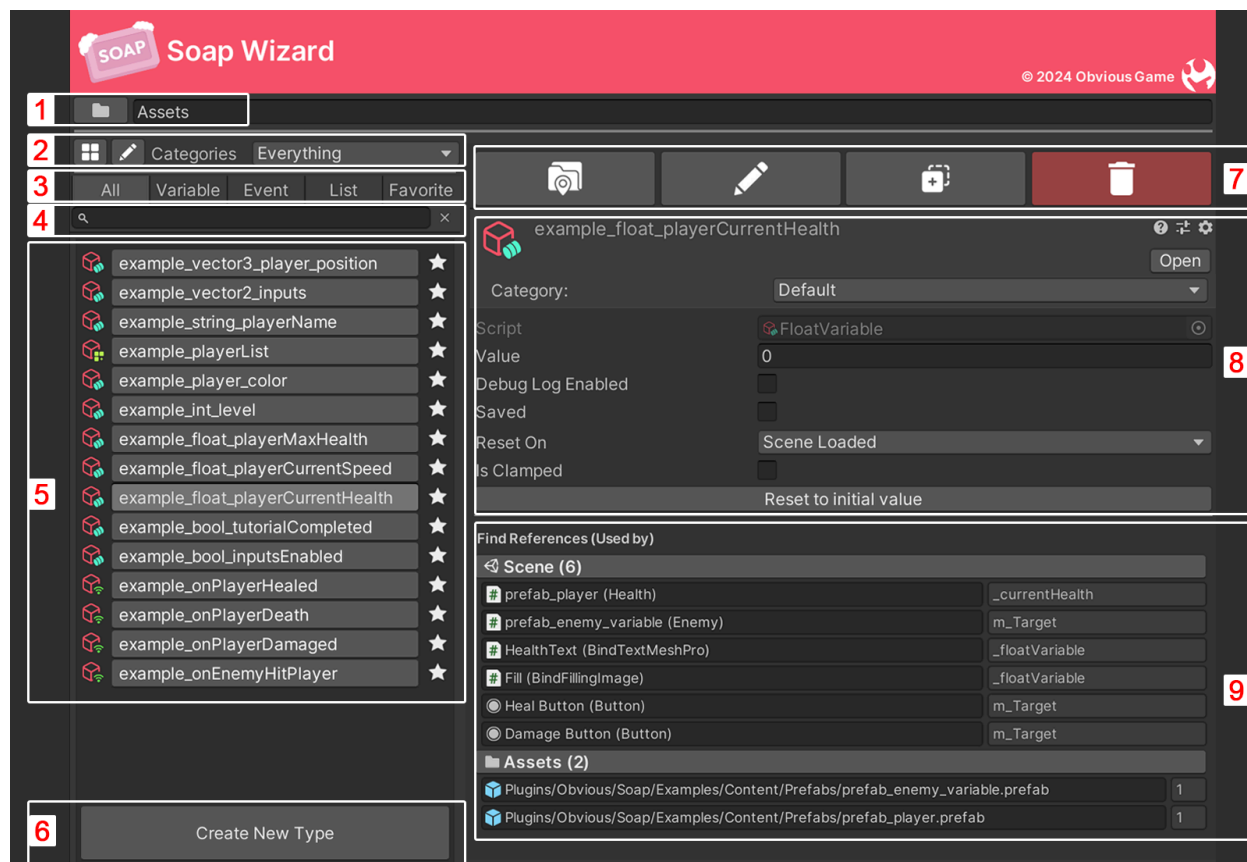 SOAP
Soap Wizard
© 2024 Obvious Game
1
Assets
2
Categories
Everything
3
All
Variable
Event
List
Favorite
4
5
example_vector3_player_position
example_vector2_inputs
example_string_playerName
example_playerList
example_player_color
example_int_level
example_float_playerMaxHealth
example_float_playerCurrentSpeed
example_float_playerCurrentHealth
example_bool_tutorialCompleted
example_bool_inputsEnabled
example_onPlayerHealed
example_onPlayerDeath
example_onPlayerDamaged
example_onEnemyHitPlayer
6
Create New Type
7
8
example_float_playerCurrentHealth
Open
Category:
Default
Script
FloatVariable
Value
0
Debug Log Enabled
Saved
Reset On
Scene Loaded
Is Clamped
Reset to initial value
9
Find References (Used by)
Scene (6)
prefab_player (Health)
_currentHealth
prefab_enemy_variable (Enemy)
m_Target
HealthText (BindTextMeshPro)
_floatVariable
Fill (BindFillingImage)
_floatVariable
Heal Button (Button)
m_Target
Damage Button (Button)
m_Target
Assets (2)
Plugins/Obvious/Soap/Examples/Content/Prefabs/prefab_enemy_variable.prefab
1
Plugins/Obvious/Soap/Examples/Content/Prefabs/prefab_player.prefab
1